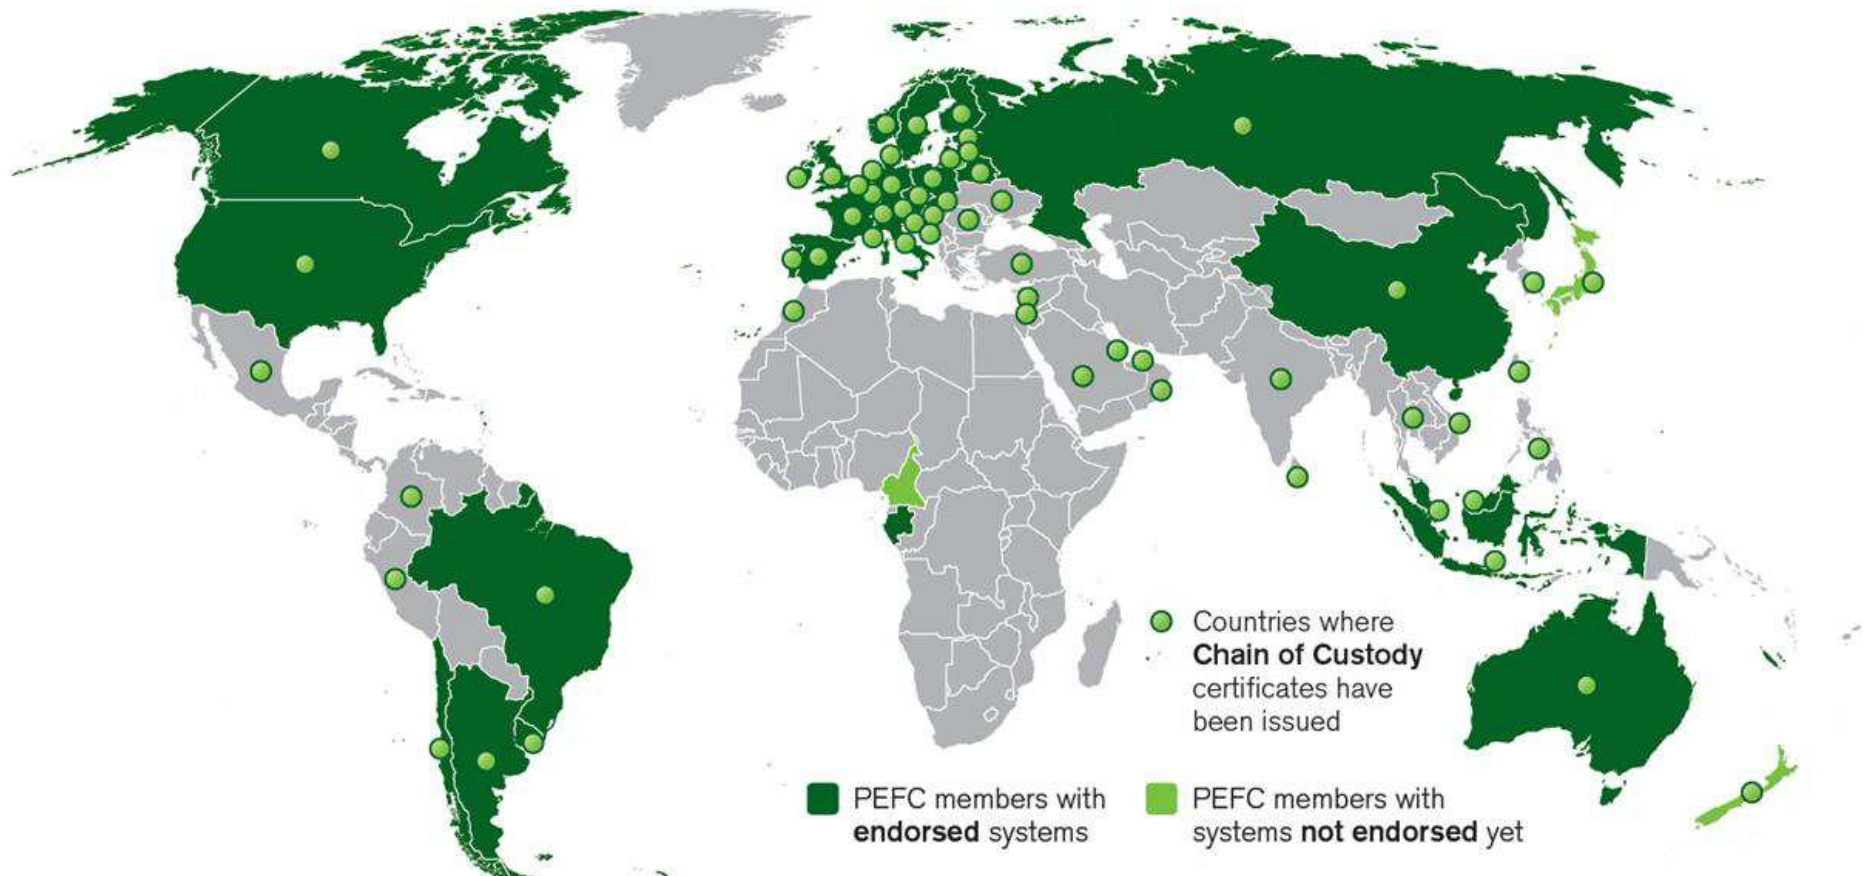 Countries where
Chain of Custody
certificates have
been issued
PEFC members with
endorsed systems
PEFC members with
systems not endorsed yet